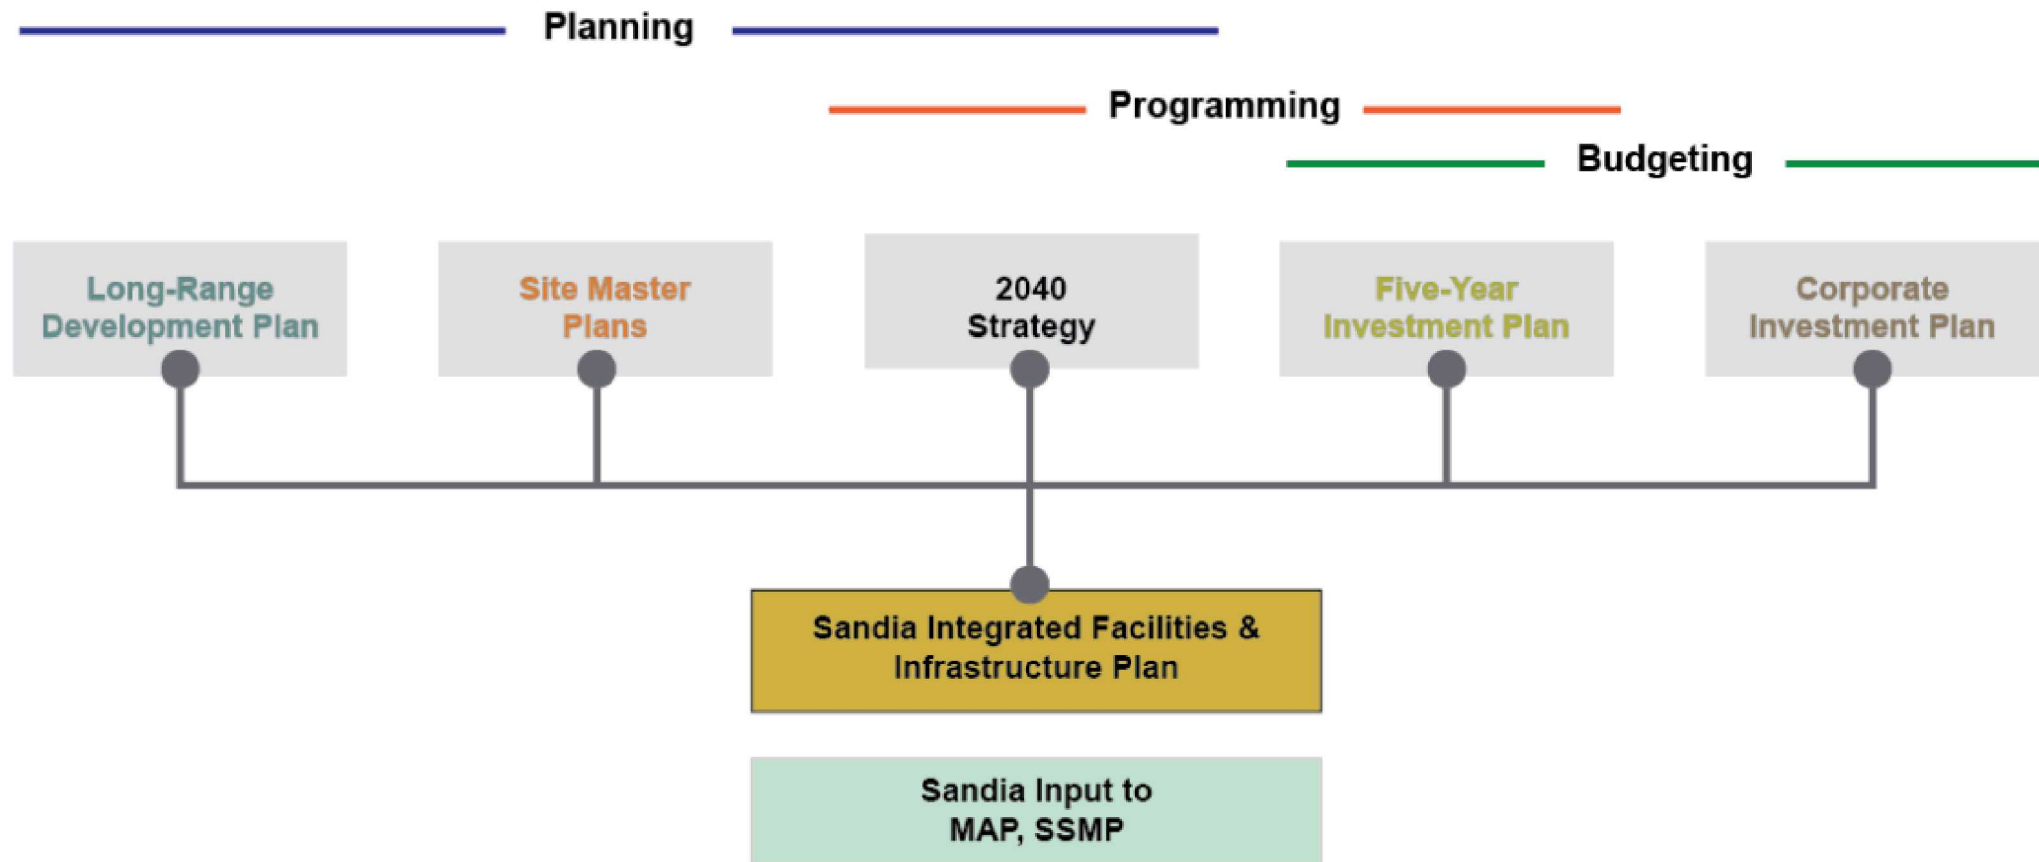 Planning
Programming
Budgeting
Long-Range
Development Plan
Site Master
Plans
2040
Strategy
Five-Year
Investment Plan
Corporate
Investment Plan
Sandia Integrated Facilities &
Infrastructure Plan
Sandia Input to
MAP, SSMP